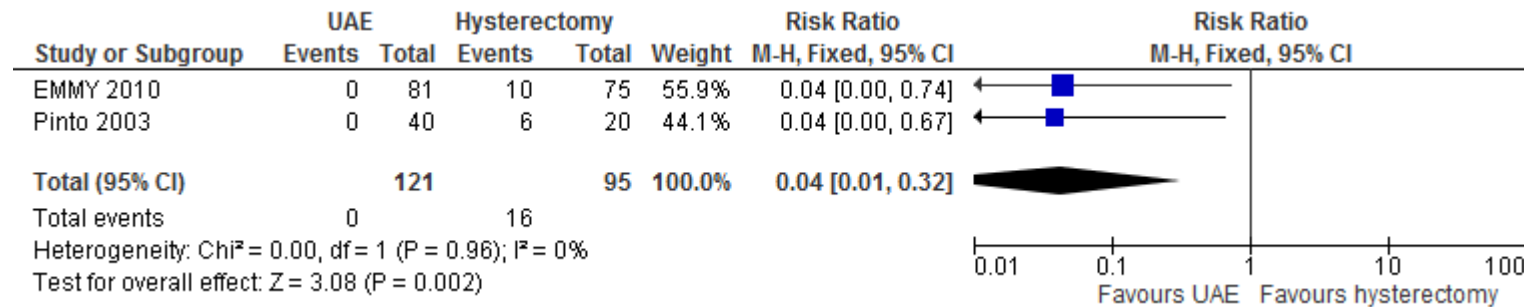 UAE Hysterectomy Risk Ratio Risk Ratio
Study or Subgroup Events Total Events Total Weight M-H, Fixed, 95% CI M-H, Fixed, 95% CI
EMMY 2010 0 81 10 75 55.9% 0.04 [0.00, 0.74]
Pinto 2003 0 40 6 20 44.1% 0.04 [0.00, 0.67]
Total (95% CI) 121 95 100.0% 0.04 [0.01, 0.32]
Total events 0 16
Heterogeneity: Chi² = 0.00, df = 1 (P = 0.96); I² = 0%
Test for overall effect: Z = 3.08 (P = 0.002)
0.01 0.1 1 10 100
Favours UAE Favours hysterectomy